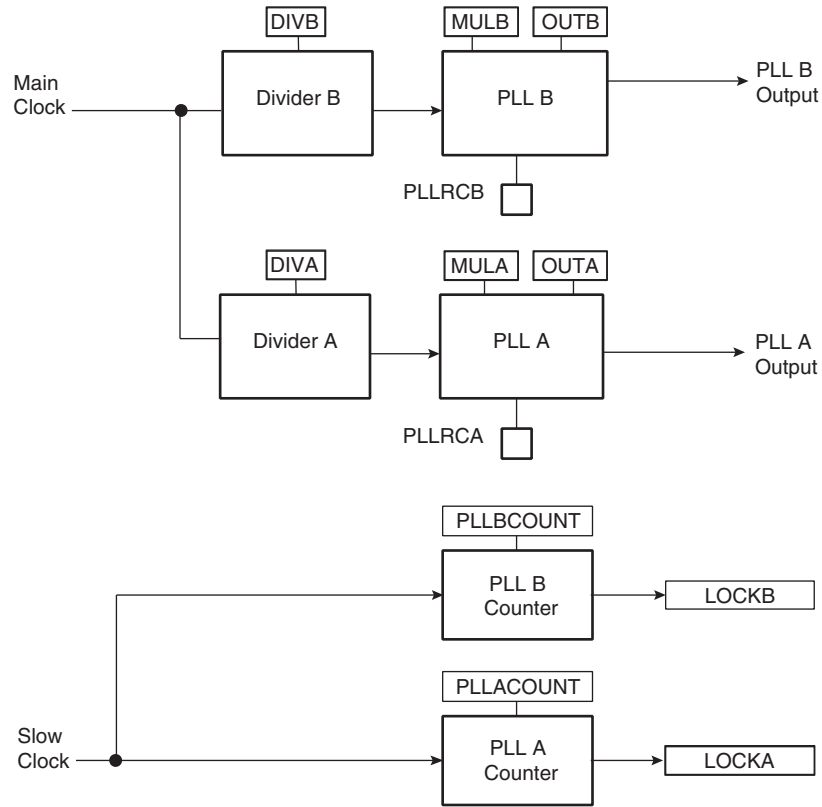 DIVB
MULB
OUTB
Main
Clock
Divider B
PLL B
PLL B
Output
PLLRCB
DIVA
MULA
OUTA
Divider A
PLL A
PLL A
Output
PLLRCA
PLLBCOUNT
PLL B
Counter
LOCKB
PLLACOUNT
Slow
Clock
PLL A
Counter
LOCKA